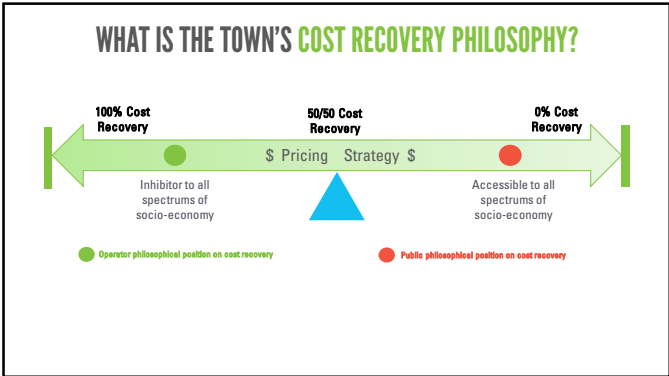 WHAT IS THE TOWN'S COST RECOVERY PHILOSOPHY?
100% Cost
Recovery
50/50 Cost
Recovery
0% Cost
Recovery
$ Pricing Strategy $
Inhibitor to all
spectrums of
socio-economy
Accessible to all
spectrums of
socio-economy
Operator philosophical position on cost recovery
Public philosophical position on cost recovery